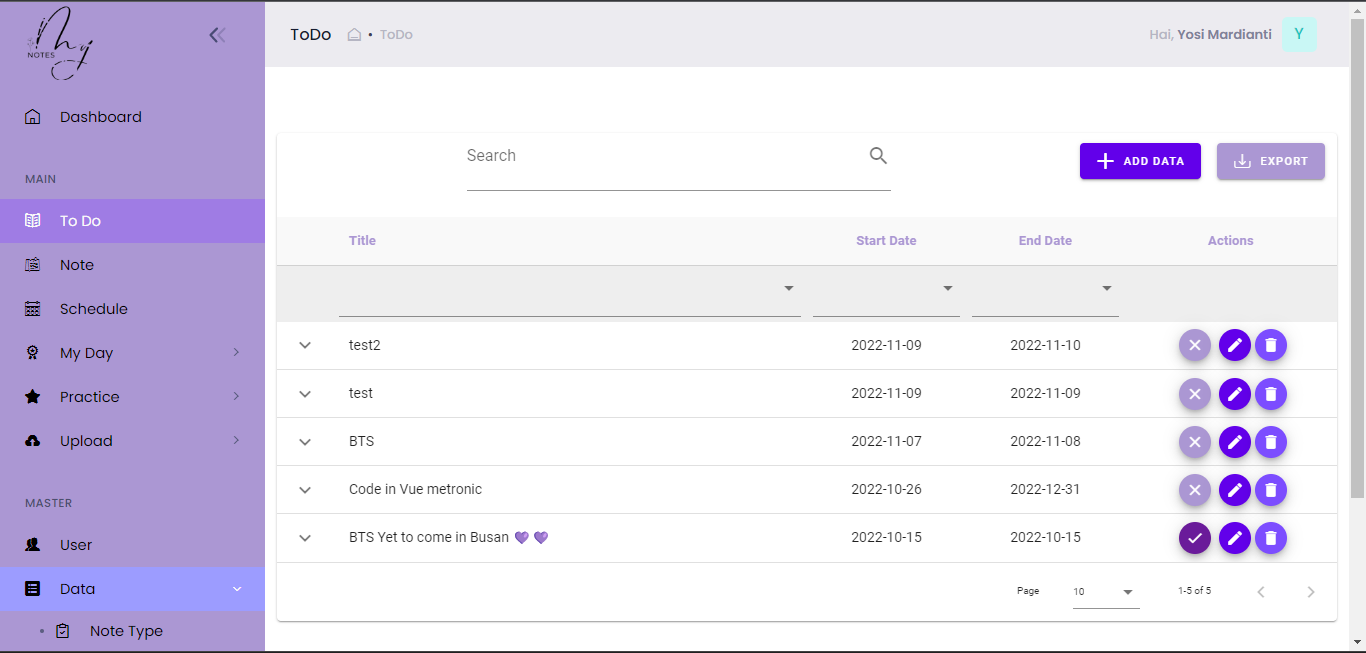 My
NOTES
Dashboard
MAIN
To Do
Note
Schedule
My Day
Practice
Upload
MASTER
User
Data
Note Type
ToDo • ToDo
Hai, Yosi Mardianti Y
Search
ADD DATA EXPORT
Title Start Date End Date Actions
test2 2022-11-09 2022-11-10
test 2022-11-09 2022-11-09
BTS 2022-11-07 2022-11-08
Code in Vue metronic 2022-10-26 2022-12-31
BTS Yet to come in Busan 💜 💜 2022-10-15 2022-10-15
Page 10 1-5 of 5